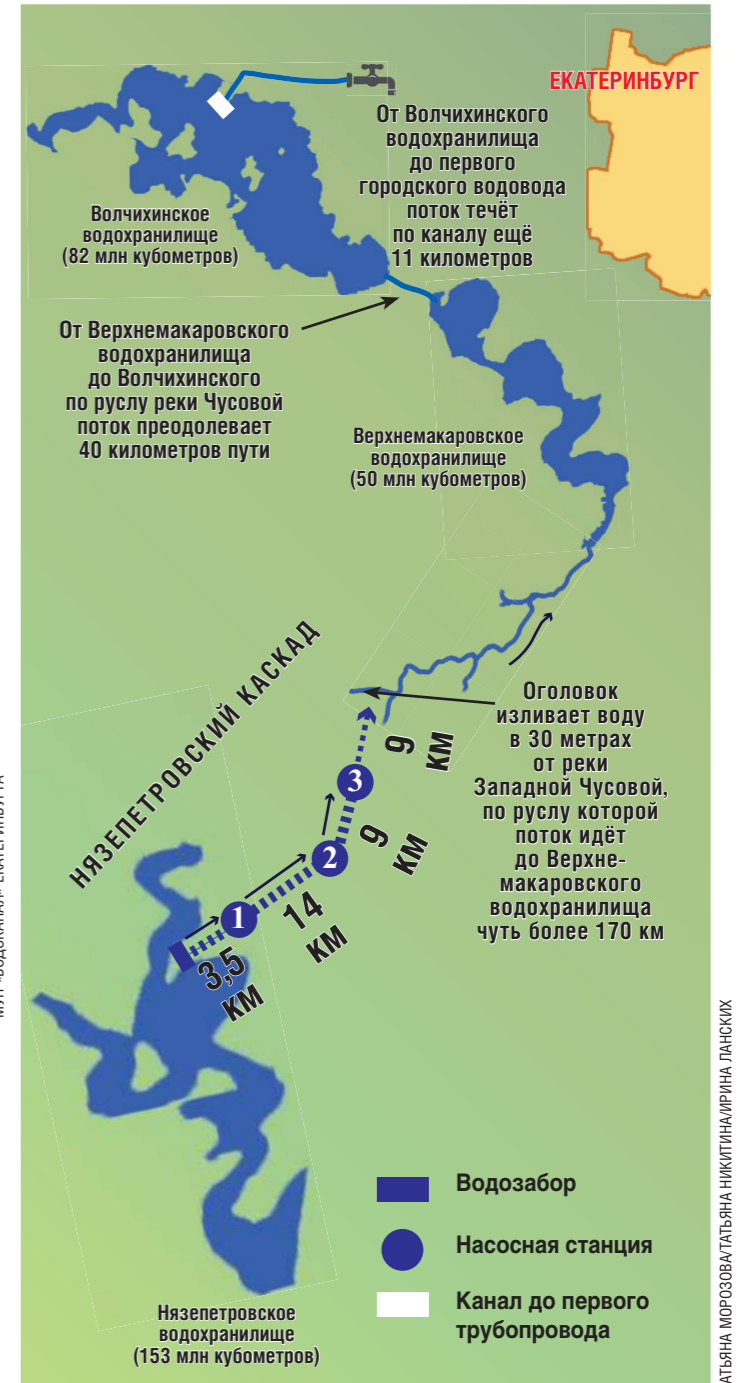 ЕКАТЕРИНБУРГ
От Волчихинского
водохранилища
до первого
городского водовода
поток течёт
по каналу ещё
11 километров
Волчихинское
водохранилище
(82 млн кубометров)
От Верхнемакаровского
водохранилища
до Волчихинского
по руслу реки Чусовой
поток преодолевает
40 километров пути
Верхнемакаровское
водохранилище
(50 млн кубометров)
НЯЗЕПЕТРОВСКИЙ КАСКАД
Оголовок
изливает воду
в 30 метрах
от реки
Западной Чусовой,
по руслу которой
поток идёт
до Верхне-
макаровского
водохранилища
чуть более 170 км
9
км
3
9
км
2
14
км
1
3,5
км
Водозабор
Насосная станция
Канал до первого
трубопровода
Нязепетровское
водохранилище
(153 млн кубометров)
АТЬЯНА МОРОЗОВА/ТАТЬЯНА НИКИТИНА/ИРИНА ЛАНСКИХ